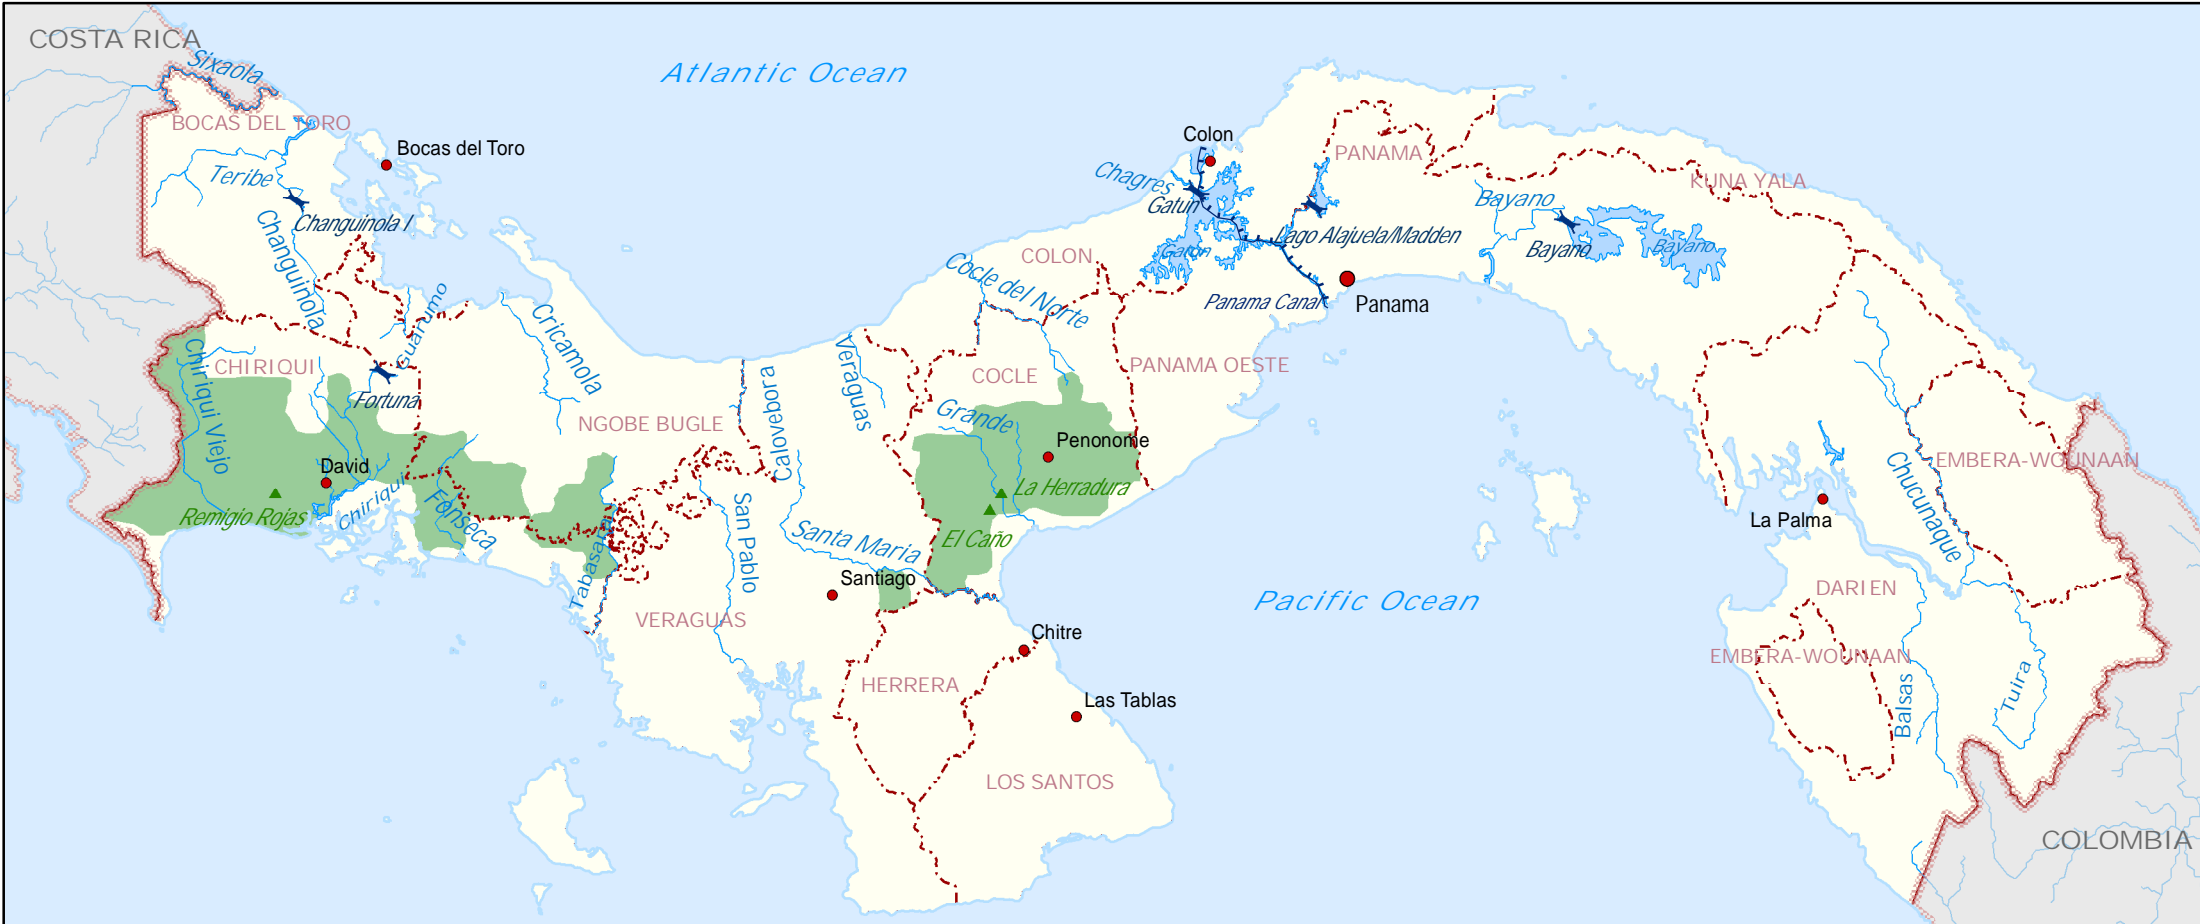 COSTA RICA
Sixaola
Atlantic Ocean
BOCAS DEL TORO
Bocas del Toro
Teribe
Changuinola I
Changuinola
Guarumo
Cricamola
CHIRIQUI
Chiriqui Viejo
Fortuna
NGOBE BUGLE
David
Chiriqui
Remigio Rojas
Fonseca
Tabasara
Calovebora
Veraguas
San Pablo
Santa Maria
Santiago
VERAGUAS
Colon
Chagres
Gatun
Gatun
PANAMA
KUNA YALA
Bayano
Bayano
Bayano
Lago Alajuela/Madden
COLON
Cocle del Norte
Panama Canal
Panama
COCLE
PANAMA OESTE
Grande
Penonome
La Herradura
El Caño
Chitre
HERRERA
Las Tablas
LOS SANTOS
Pacific Ocean
EMBERA-WOUNAAN
Chucunaque
La Palma
DARIEN
EMBERA-WOUNAAN
Balsas
Tuira
COLOMBIA